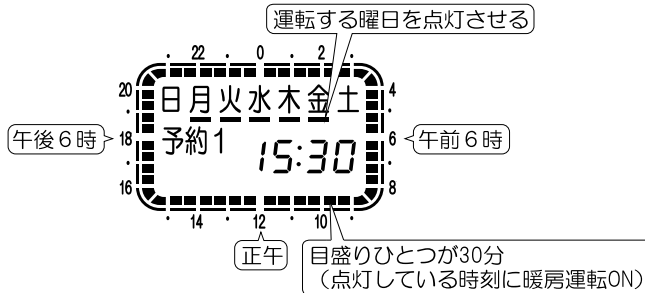 運転する曜日を点灯させる
22 0 2
20 4
日月火水木金土
午後6時 18 予約1 6 午前6時
15:30
16 8
14 12 10
正午
目盛りひとつが30分
（点灯している時刻に暖房運転ON）